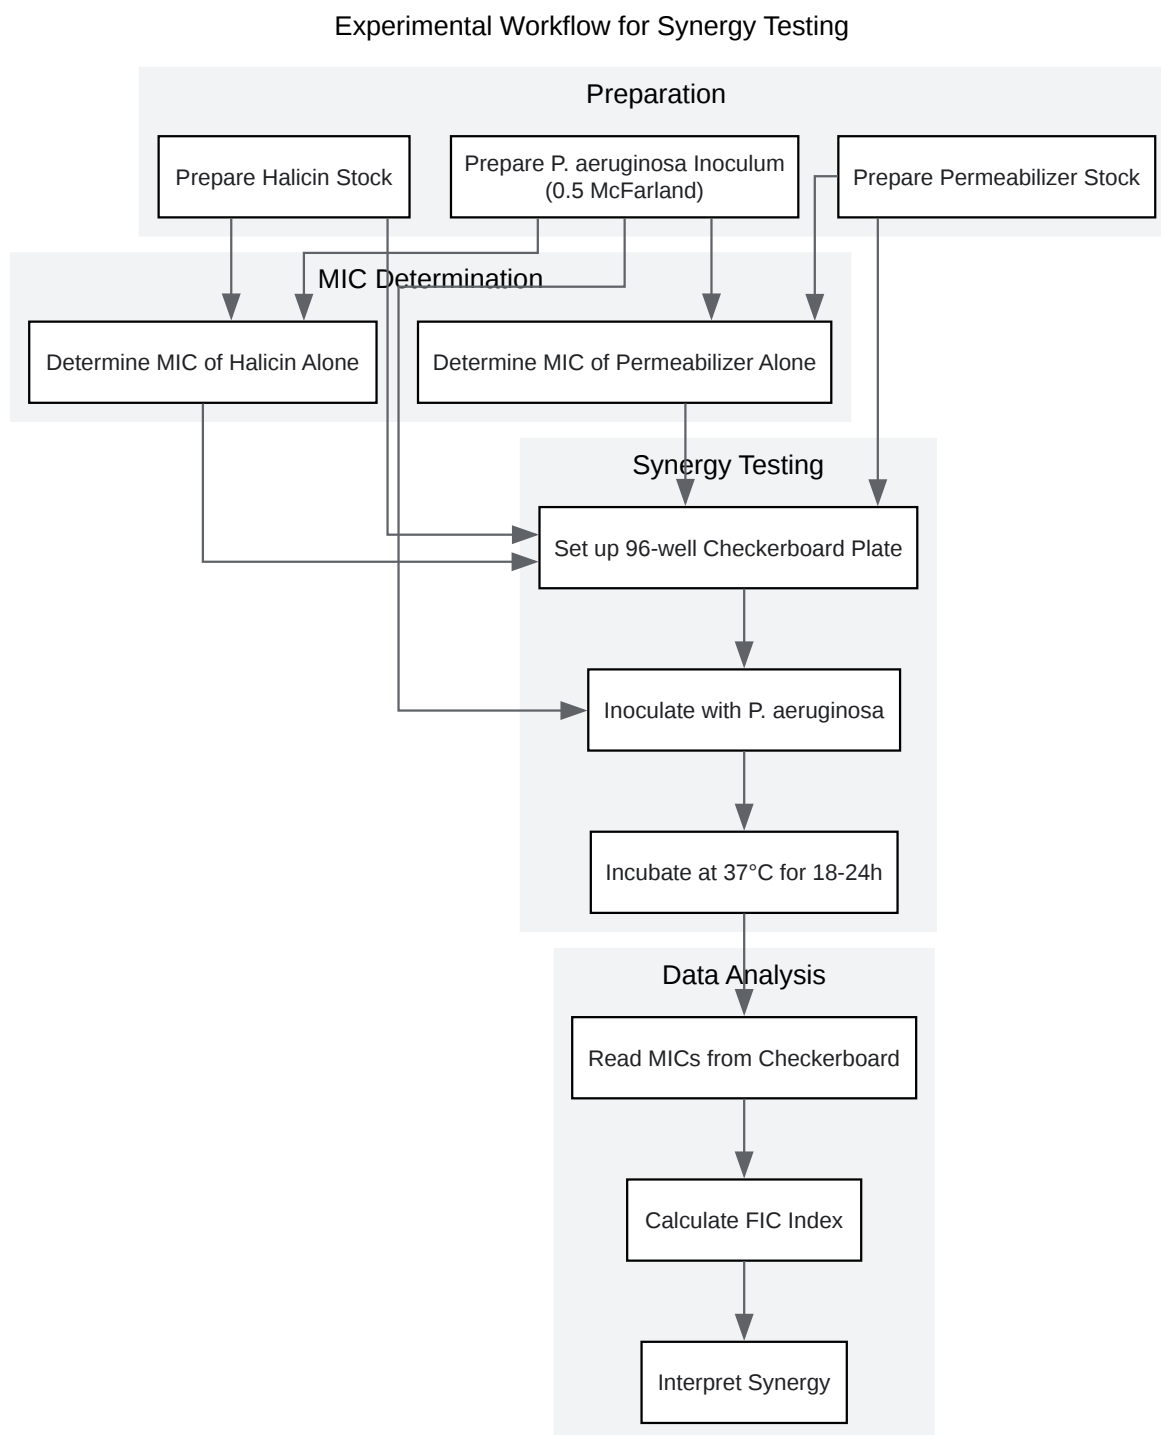 Experimental Workflow for Synergy Testing
Preparation
Prepare Halicin Stock
Prepare P. aeruginosa Inoculum
(0.5 McFarland)
Prepare Permeabilizer Stock
MIC Determination
Determine MIC of Halicin Alone
Determine MIC of Permeabilizer Alone
Synergy Testing
Set up 96-well Checkerboard Plate
Inoculate with P. aeruginosa
Incubate at 37°C for 18-24h
Data Analysis
Read MICs from Checkerboard
Calculate FIC Index
Interpret Synergy